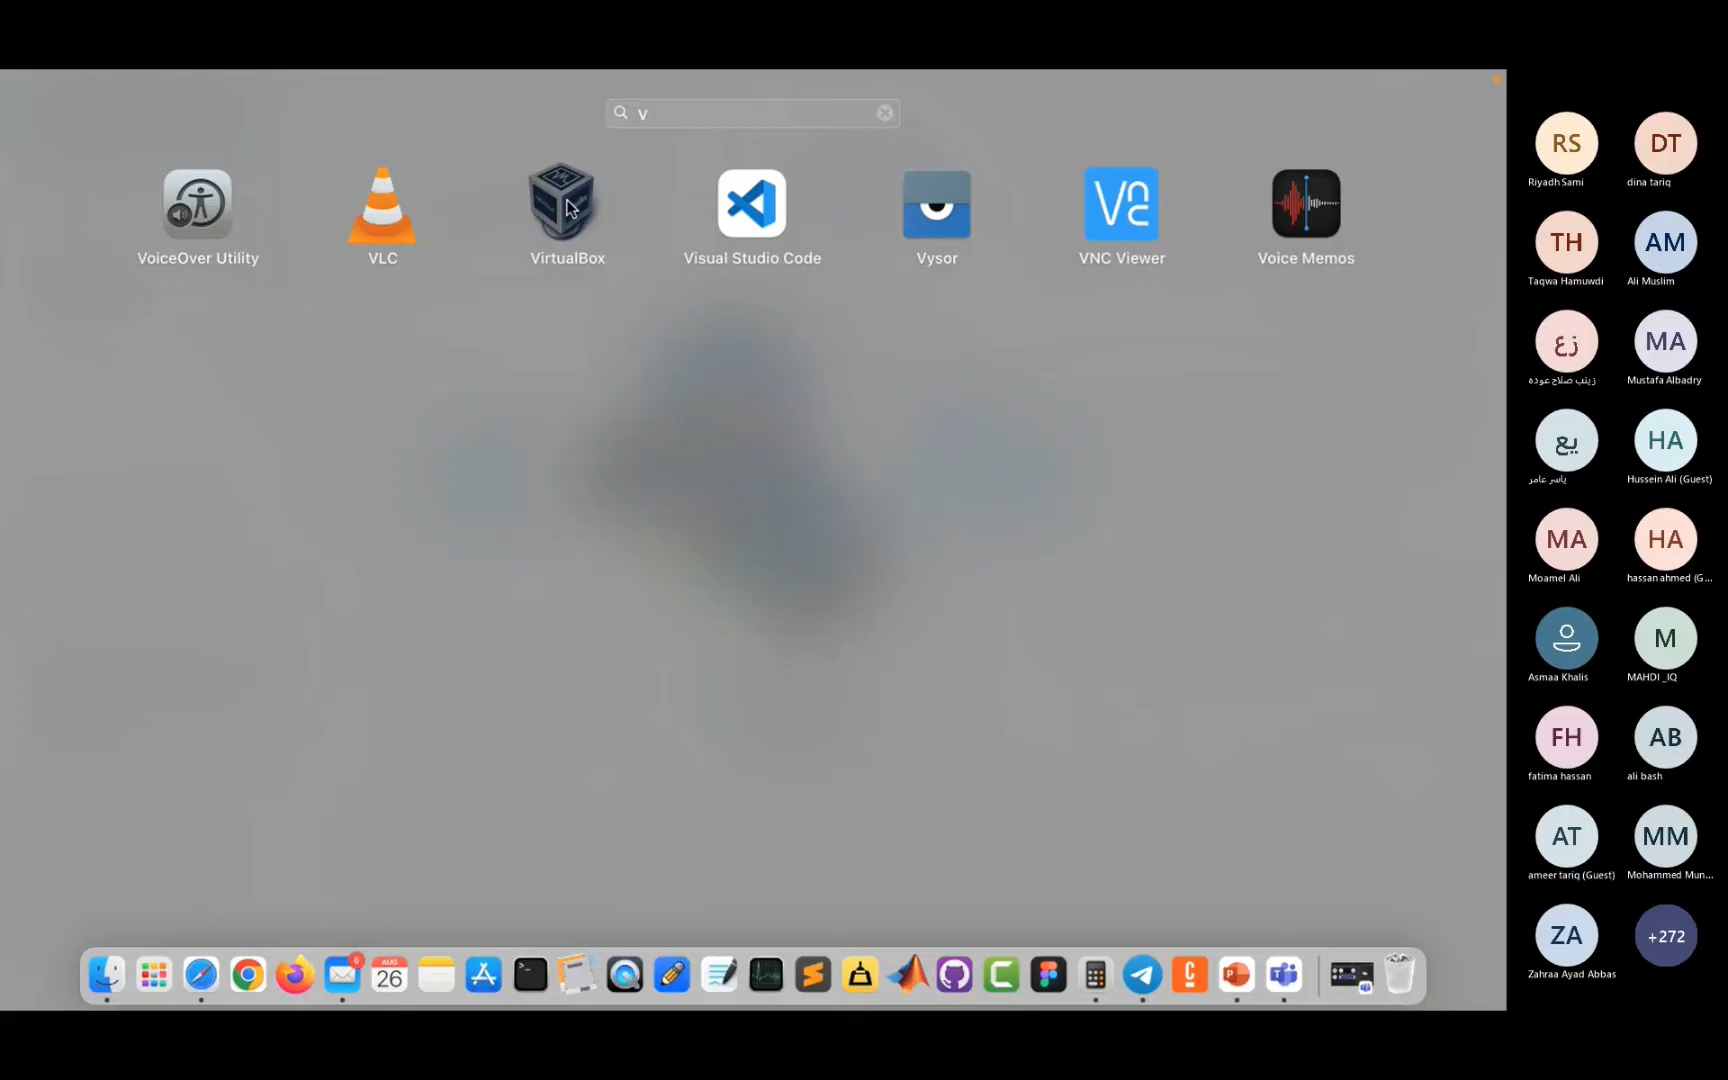 V
VoiceOver Utility
VLC
VirtualBox
Visual Studio Code
Vysor
VNC Viewer
Voice Memos
RS
Riyadh Sami
DT
dina tariq
TH
Taqwa Hamuwdi
AM
Ali Muslim
زع
زينب صلاح عوده
MA
Mustafa Albadry
يع
ياسر عامر
HA
Hussein Ali (Guest)
MA
Moamel Ali
HA
hassan ahmed (G...
Asmaa Khalis
M
MAHDI_IQ
FH
fatima hassan
AB
ali bash
AT
ameer tariq (Guest)
MM
Mohammed Mun...
ZA
Zahraa Ayad Abbas
+272
6
AUG
26